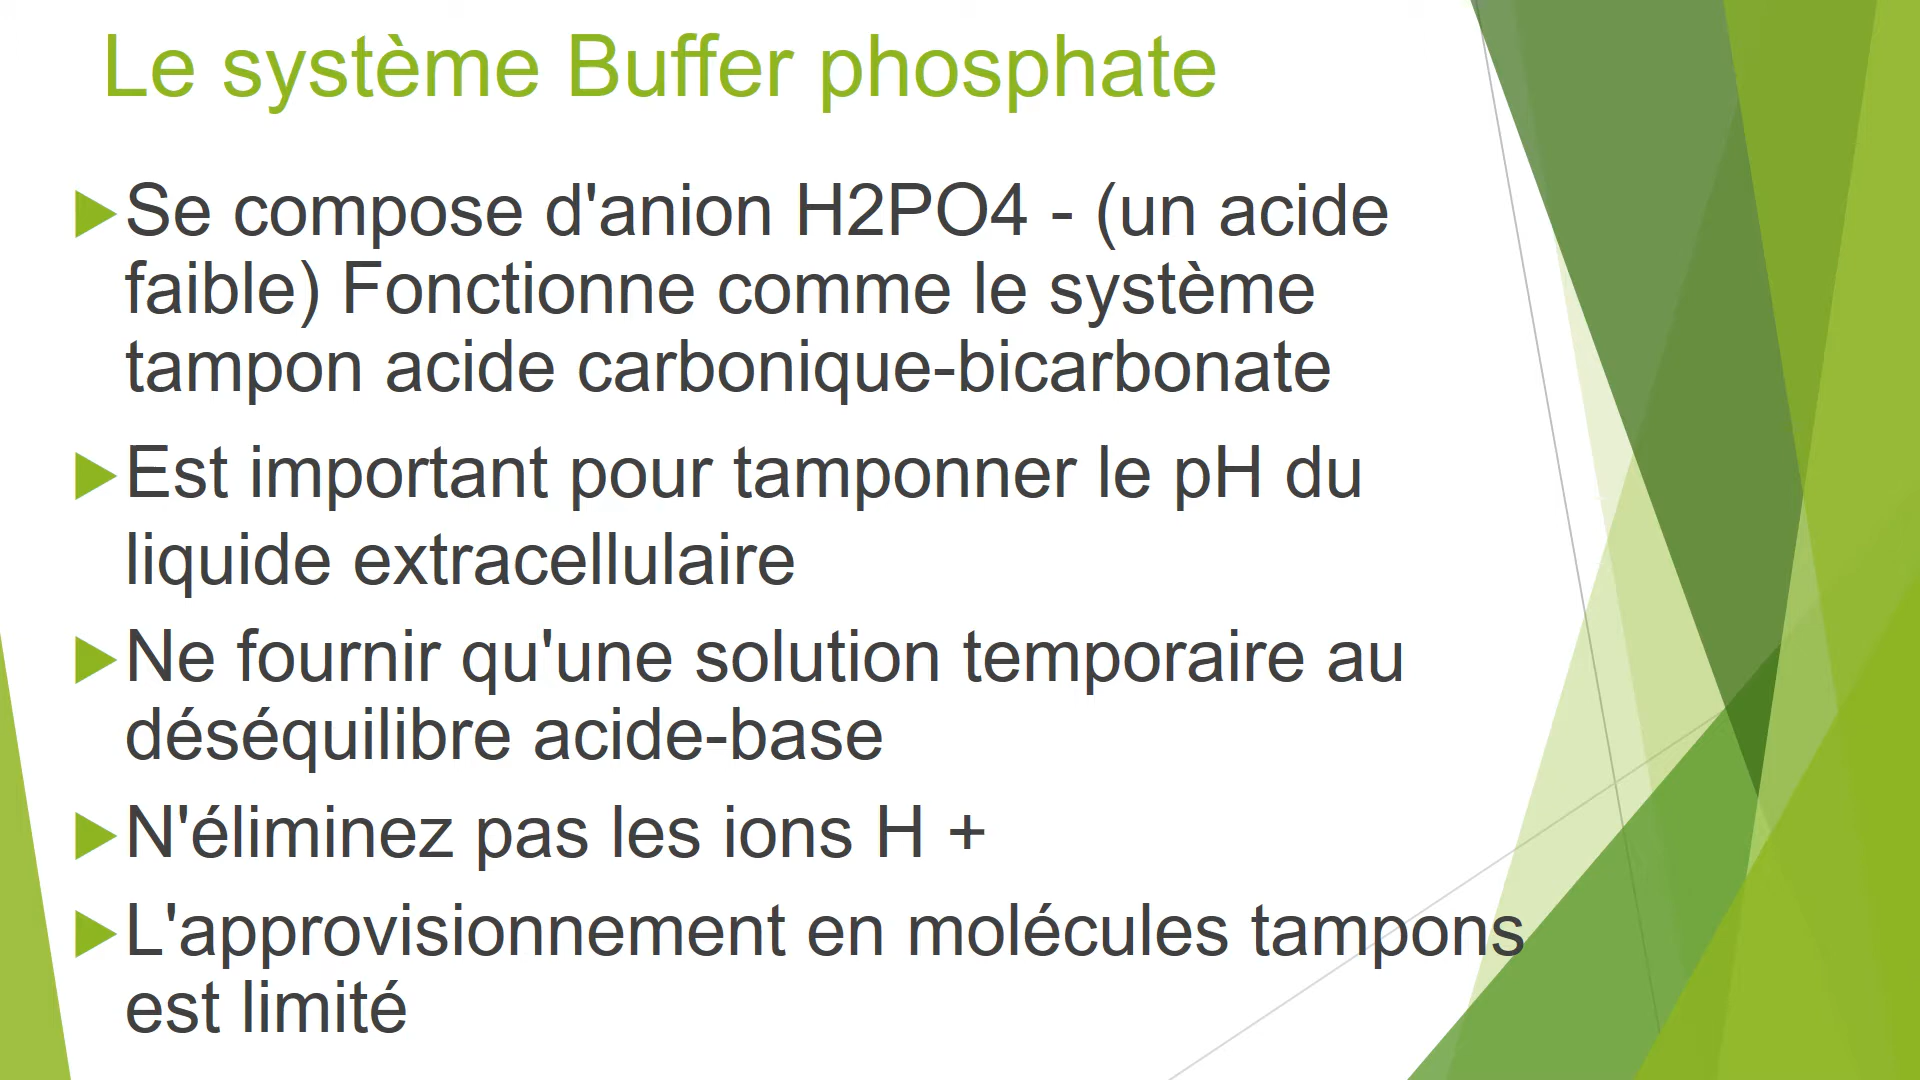 Le système Buffer phosphate
Se compose d'anion H2PO4 - (un acide
faible) Fonctionne comme le système
tampon acide carbonique-bicarbonate
Est important pour tamponner le pH du
liquide extracellulaire
Ne fournir qu'une solution temporaire au
déséquilibre acide-base
N'éliminez pas les ions H +
L'approvisionnement en molécules tampons
est limité